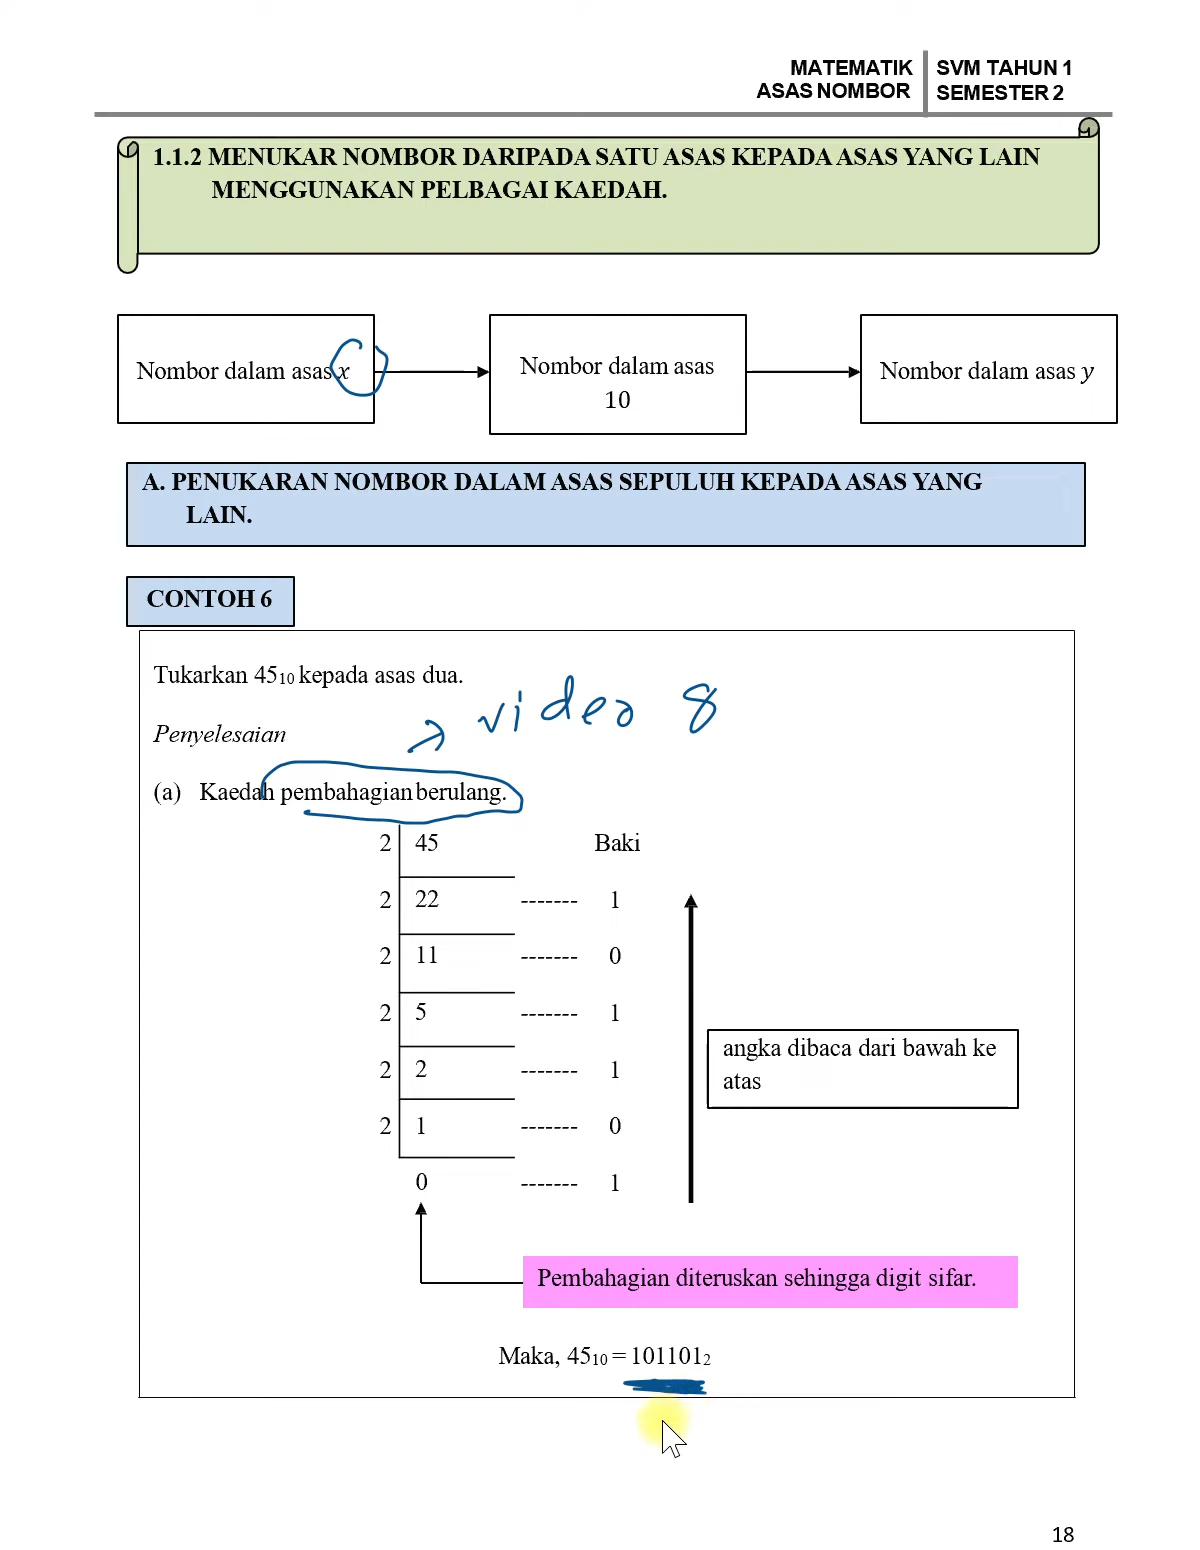 MATEMATIK
ASAS NOMBOR
SVM TAHUN 1
SEMESTER 2
1.1.2 MENUKAR NOMBOR DARIPADA SATU ASAS KEPADA ASAS YANG LAIN
MENGGUNAKAN PELBAGAI KAEDAH.
Nombor dalam asas x
Nombor dalam asas
10
Nombor dalam asas y
A. PENUKARAN NOMBOR DALAM ASAS SEPULUH KEPADA ASAS YANG
LAIN.
CONTOH 6
Tukarkan 45₁₀ kepada asas dua.
video 8
Penyelesaian
(a) Kaedah pembahagian berulang.
2 45 Baki
2 22 ------- 1
2 11 ------- 0
2 5 ------- 1
2 2 ------- 1
2 1 ------- 0
0 ------- 1
angka dibaca dari bawah ke
atas
Pembahagian diteruskan sehingga digit sifar.
Maka, 45₁₀ = 101101₂
18